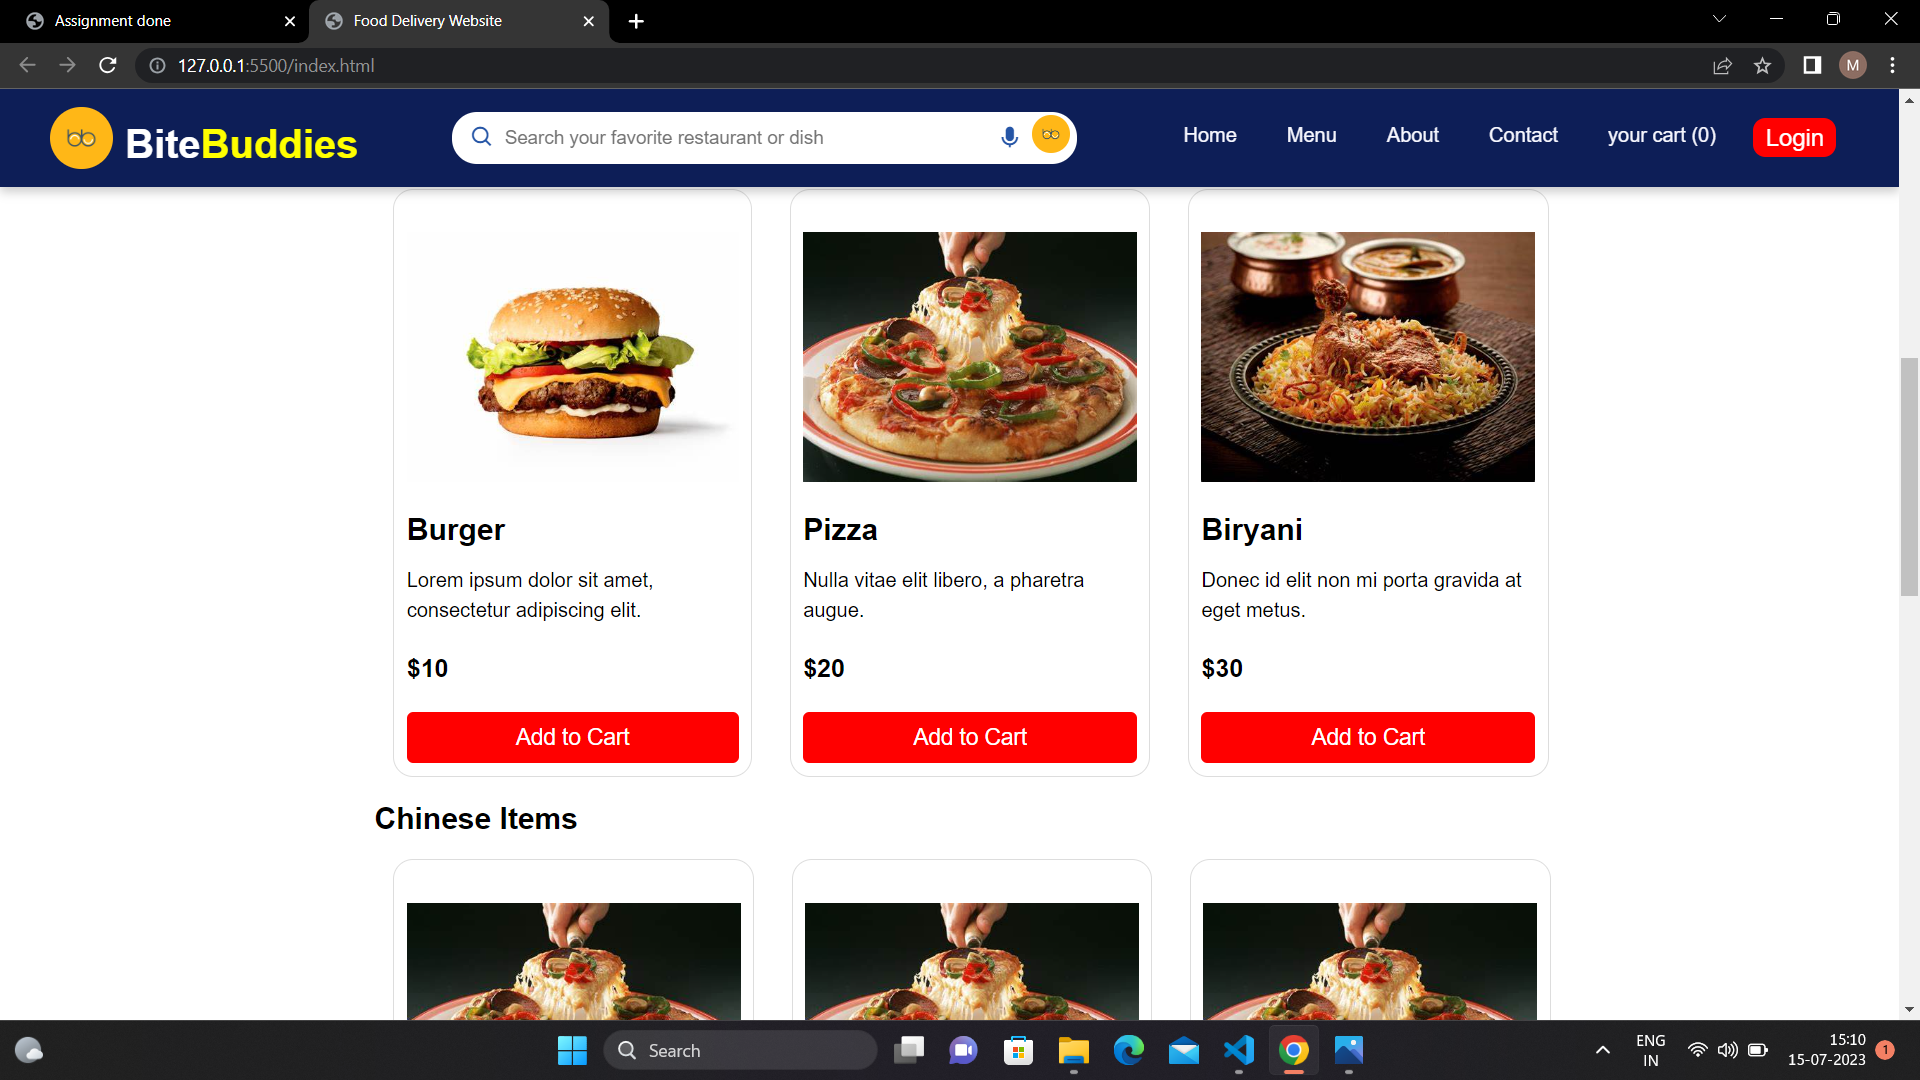 Assignment done
Food Delivery Website
127.0.0.1:5500/index.html
M
bb BiteBuddies
Search your favorite restaurant or dish
bb
Home Menu About Contact your cart (0) Login
Burger
Lorem ipsum dolor sit amet,
consectetur adipiscing elit.
$10
Add to Cart
Pizza
Nulla vitae elit libero, a pharetra
augue.
$20
Add to Cart
Biryani
Donec id elit non mi porta gravida at
eget metus.
$30
Add to Cart
Chinese Items
Search
ENG
IN
15:10
15-07-2023
1